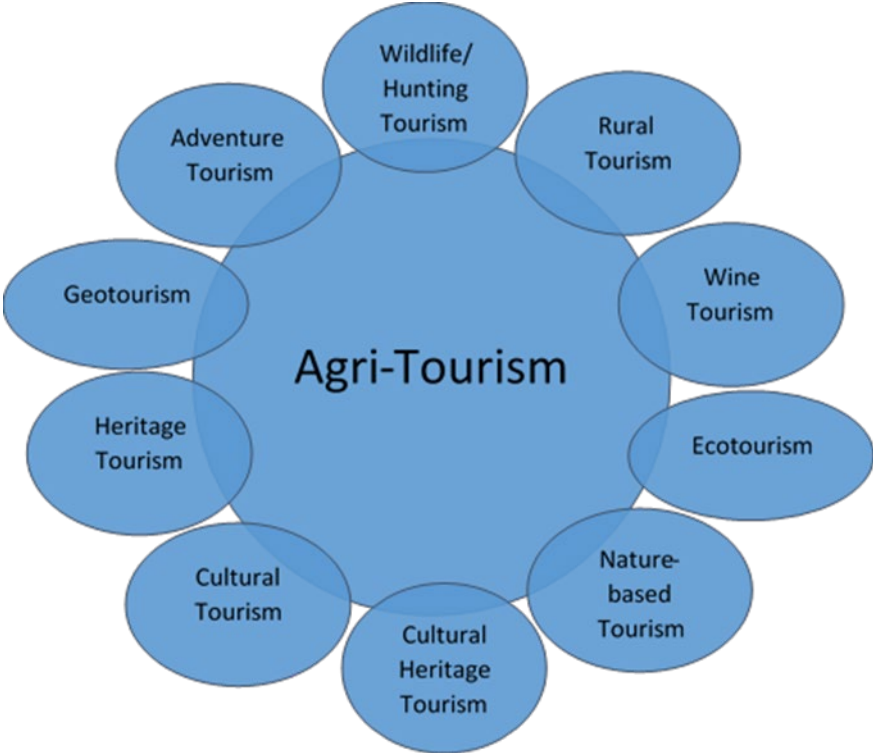 Wildlife/
Hunting
Tourism
Rural
Tourism
Wine
Tourism
Ecotourism
Nature-
based
Tourism
Cultural
Heritage
Tourism
Cultural
Tourism
Heritage
Tourism
Geotourism
Adventure
Tourism
Agri-Tourism